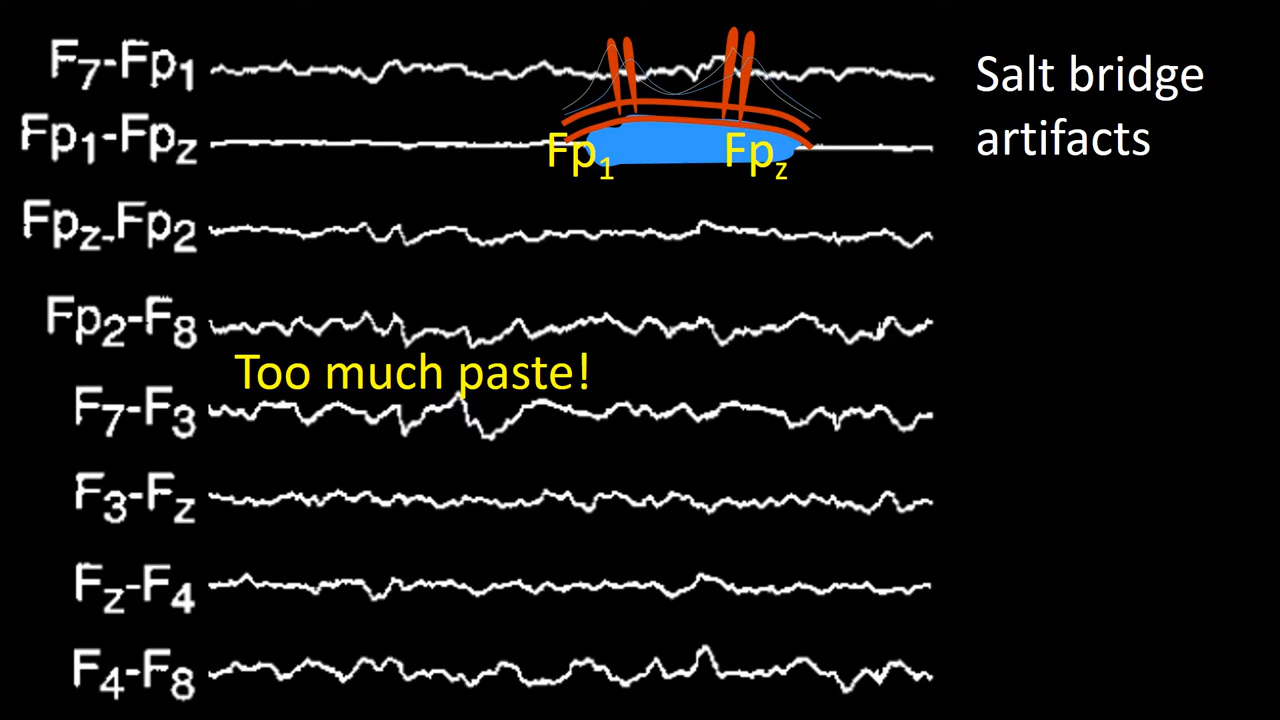 F7-Fp1
Salt bridge
artifacts
Fp1-Fpz
Fp1
Fpz
Fpz-Fp2
Fp2-F8
Too much paste!
F7-F3
F3-Fz
Fz-F4
F4-F8